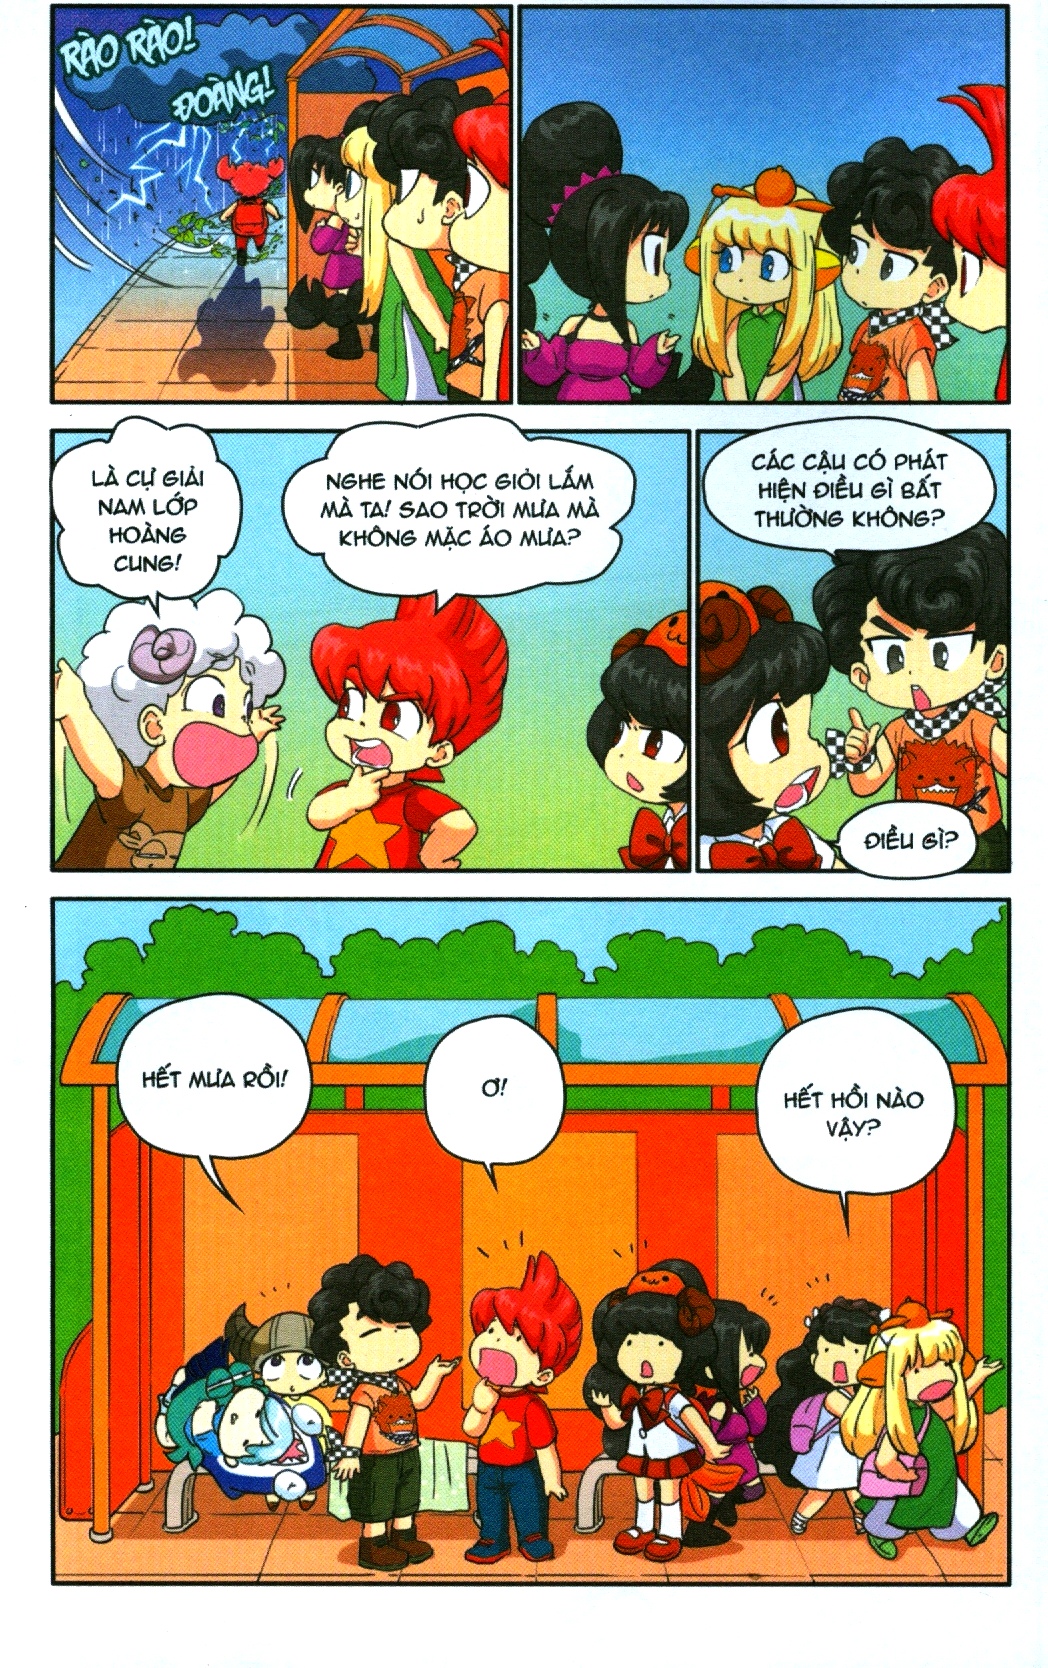 RÀO RÀO!
ĐOÀNG!
LÀ CỰ GIẢI
NAM LỚP
HOÀNG
CUNG!
NGHE NÓI HỌC GIỎI LẮM
MÀ TA! SAO TRỜI MƯA MÀ
KHÔNG MẶC ÁO MƯA?
CÁC CẬU CÓ PHÁT
HIỆN ĐIỀU GÌ BẤT
THƯỜNG KHÔNG?
ĐIỀU GÌ?
HẾT MƯA RỒI!
Ơ!
HẾT HỒI NÀO
VẬY?